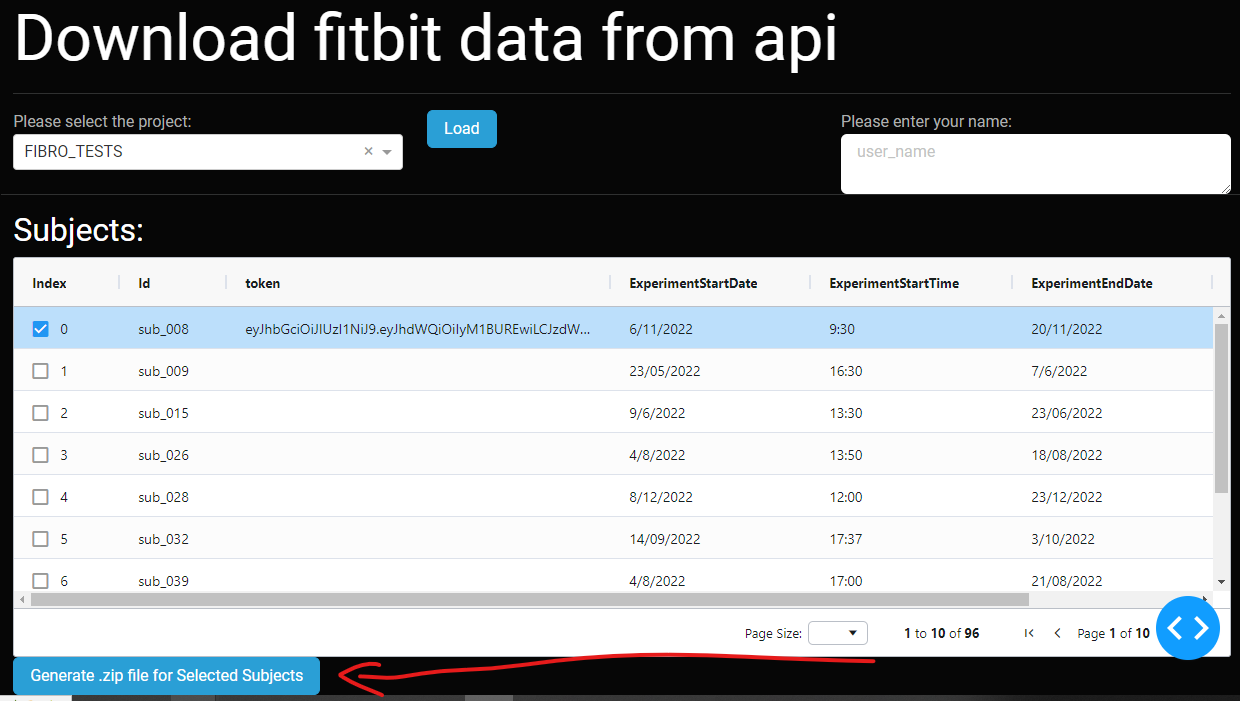 Download fitbit data from api
Please select the project:
Load
Please enter your name:
FIBRO_TESTS
user_name
Subjects:
Index Id token ExperimentStartDate ExperimentStartTime ExperimentEndDate
0 sub_008 eyJhbGciOiJIUzI1NiJ9.eyJhdWQiOiIyM1BUREwiLCJzdW... 6/11/2022 9:30 20/11/2022
1 sub_009 23/05/2022 16:30 7/6/2022
2 sub_015 9/6/2022 13:30 23/06/2022
3 sub_026 4/8/2022 13:50 18/08/2022
4 sub_028 8/12/2022 12:00 23/12/2022
5 sub_032 14/09/2022 17:37 3/10/2022
6 sub_039 4/8/2022 17:00 21/08/2022
Page Size: 1 to 10 of 96 Page 1 of 10
Generate .zip file for Selected Subjects